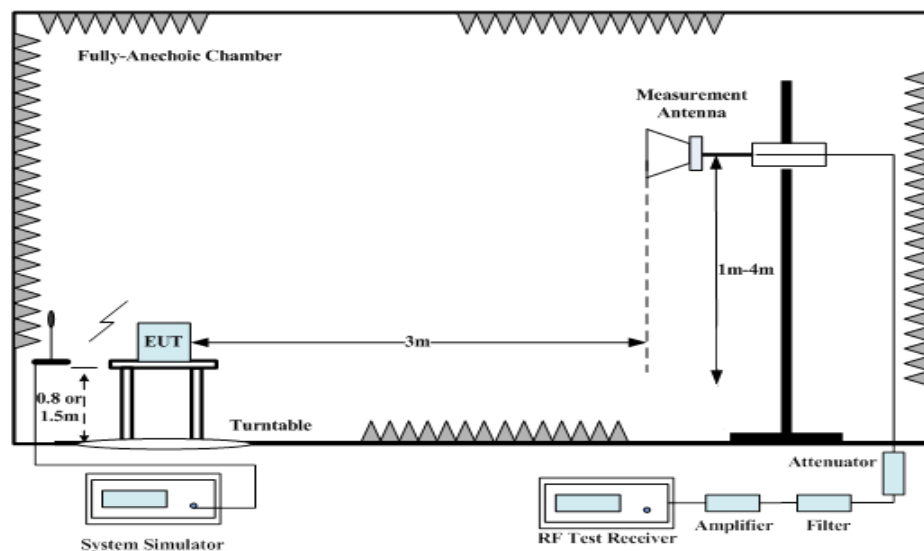 Fully-Anechoic Chamber
Measurement
Antenna
1m-4m
EUT
3m
0.8 or
1.5m
Turntable
Attenuator
System Simulator
RF Test Receiver
Amplifier
Filter